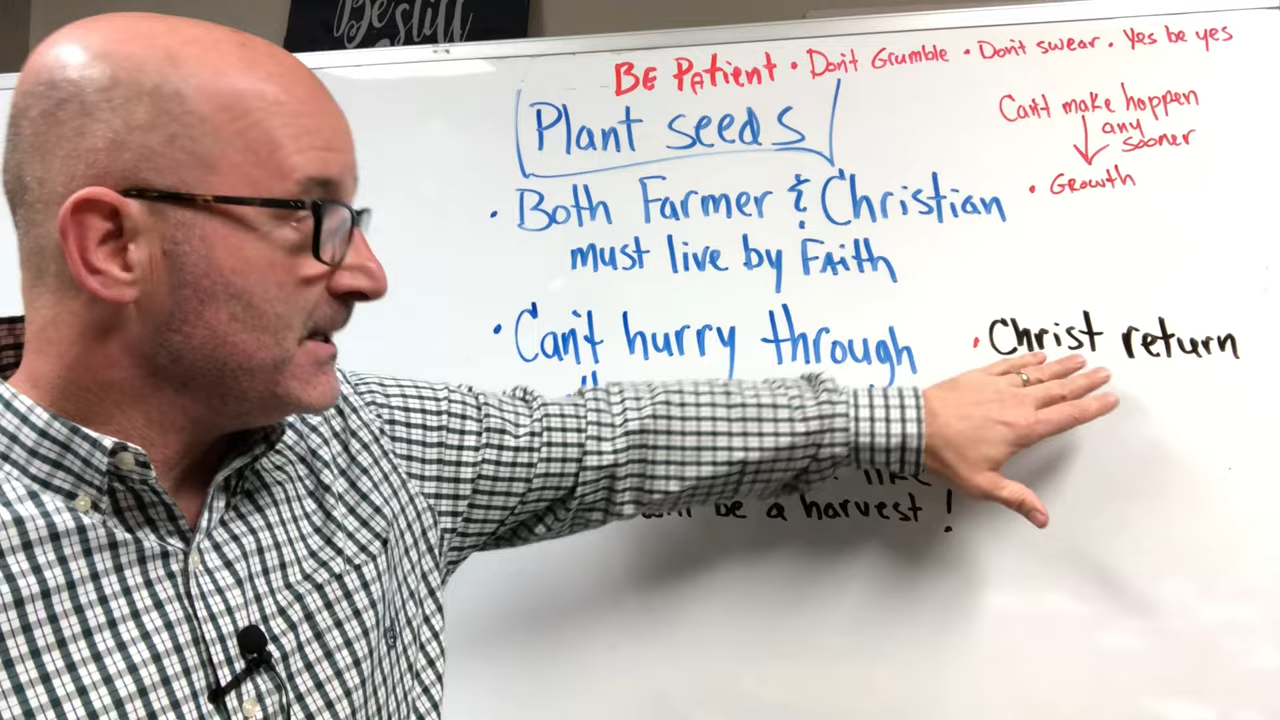 Be still
BE Patient • Don't Grumble • Don't swear. Yes be yes
Plant seeds
Can't make happen
any
sooner
• Growth
• Both Farmer & Christian
must live by Faith
• Can't hurry through
• Christ return
be a harvest!